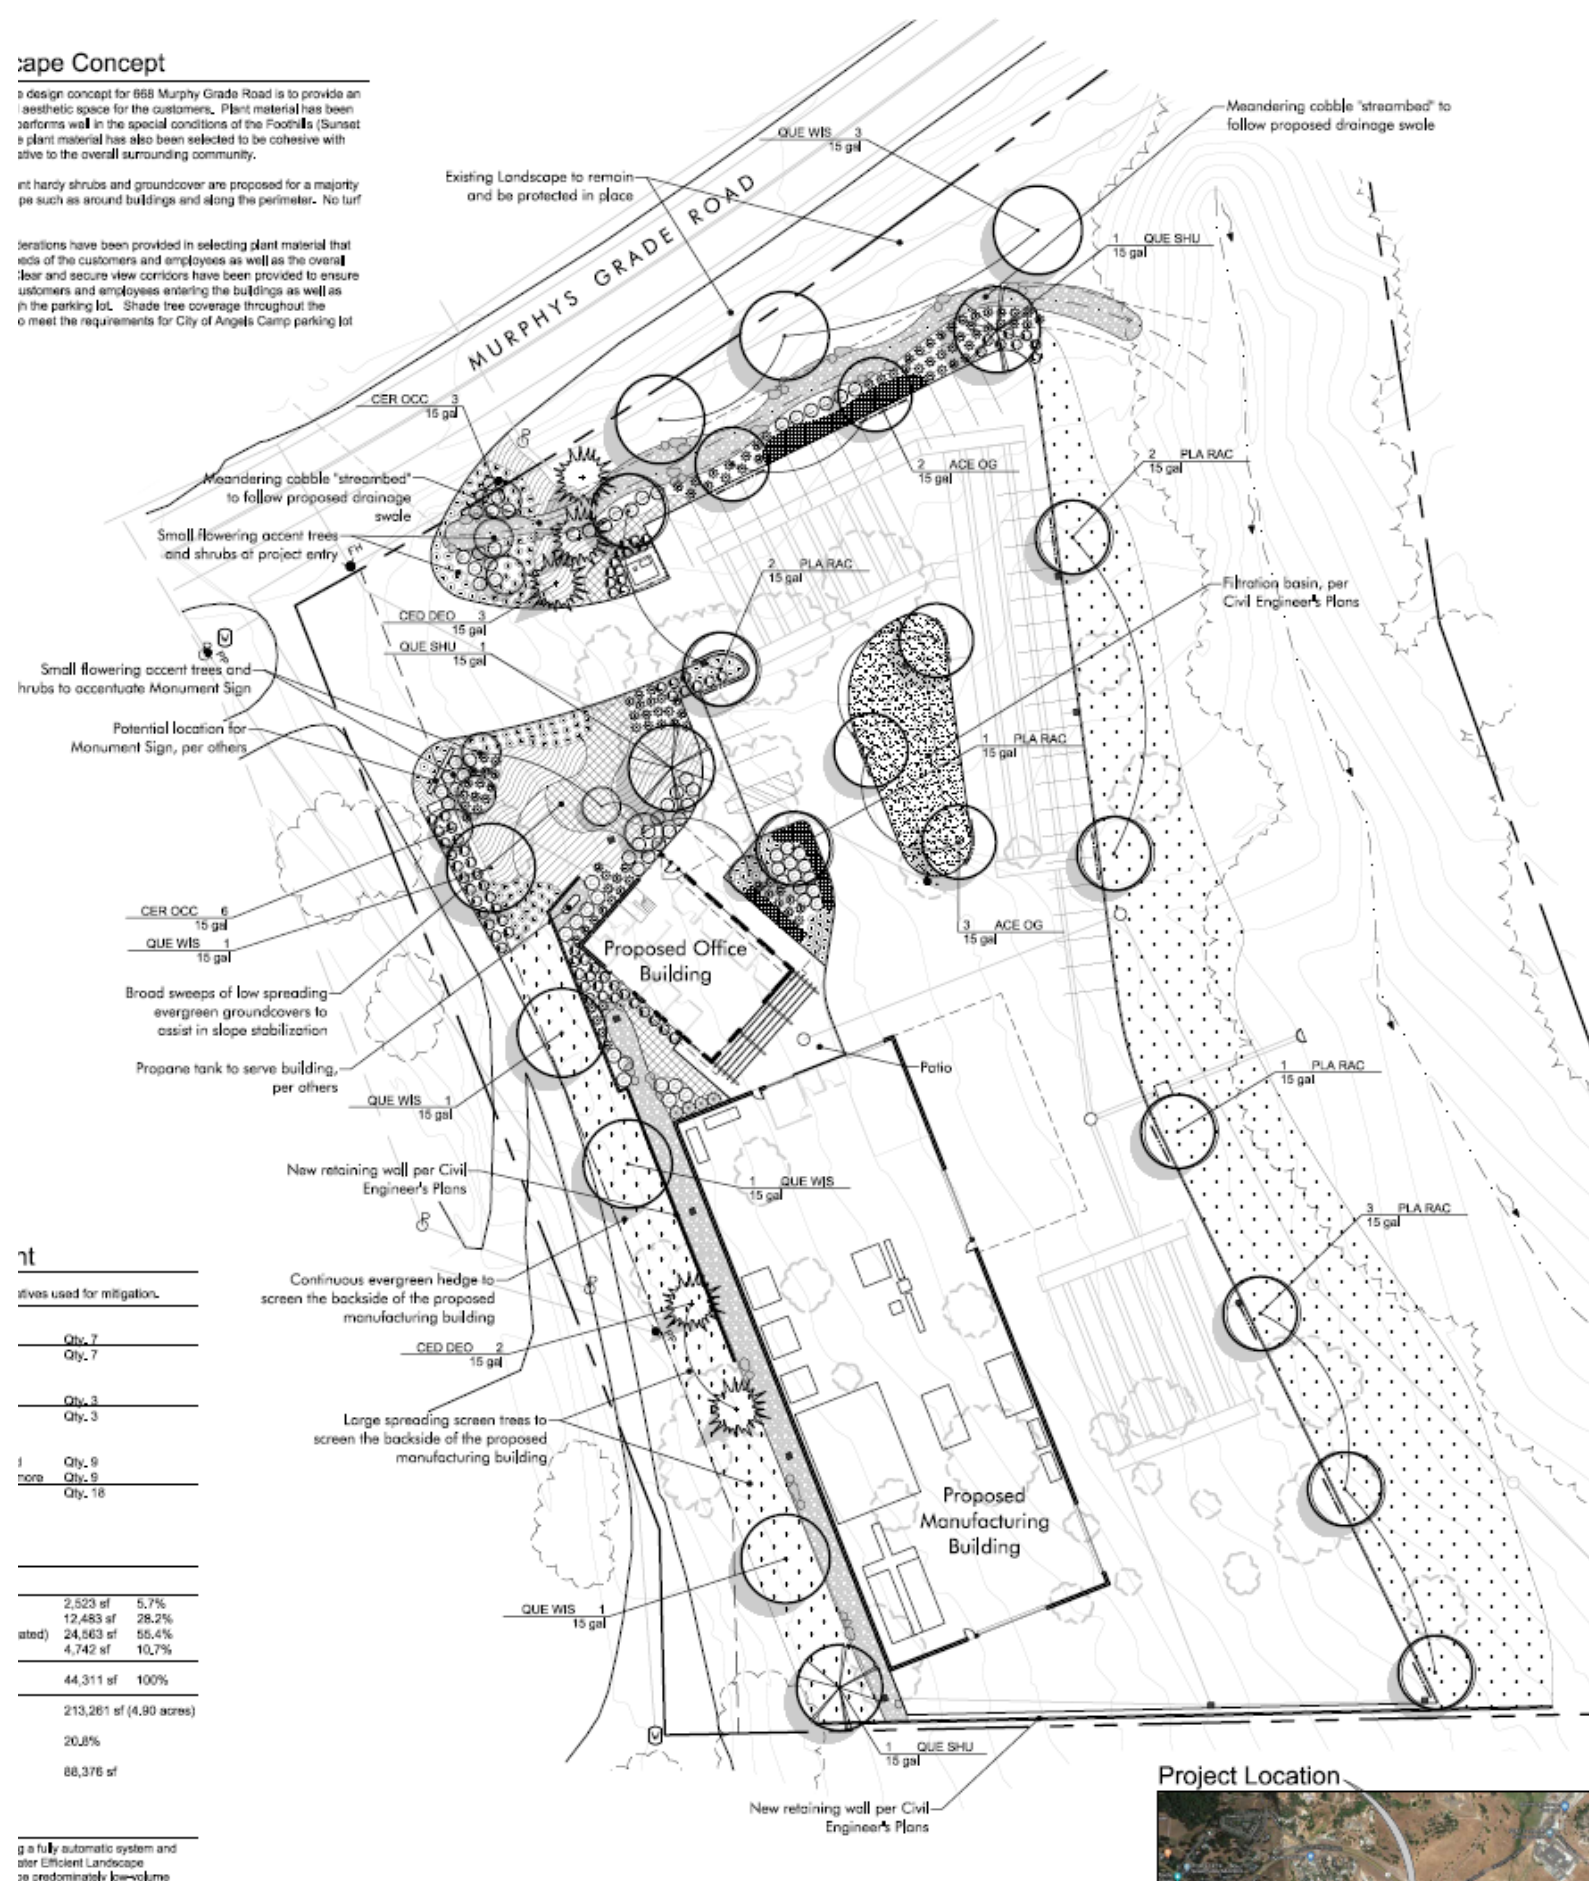 cape Concept
design concept for 668 Murphy Grade Road is to provide an
aesthetic space for the customers. Plant material has been
performs well in the special conditions of the Foothills (Sunset
plant material has also been selected to be cohesive with
ative to the overall surrounding community.
nt hardy shrubs and groundcover are proposed for a majority
pe such as around buildings and along the perimeter. No turf
derations have been provided in selecting plant material that
eeds of the customers and employees as well as the overall
Clear and secure view corridors have been provided to ensure
ustomers and employees entering the buildings as well as
h the parking lot. Shade tree coverage throughout the
o meet the requirements for City of Angels Camp parking lot
QUE WIS 3
15 gal
Meandering cobble "streambed" to
follow proposed drainage swale
Existing Landscape to remain
and be protected in place
MURPHYS GRADE ROAD
1 QUE SHU
15 gal
CER OCC 3
15 gal
2 ACE OG
15 gal
2 PLA RAC
15 gal
Meandering cobble "streambed"
to follow proposed drainage
swale
Small flowering accent trees
and shrubs at project entry
FH
2 PLA RAC
15 gal
Filtration basin, per
Civil Engineer's Plans
CED DEO 3
15 gal
QUE SHU 1
15 gal
PP
Small flowering accent trees and
hrubs to accentuate Monument Sign
Potential location for
Monument Sign, per others
1 PLA RAC
15 gal
CER OCC 6
15 gal
QUE WIS 1
15 gal
3 ACE OG
15 gal
Proposed Office
Building
Broad sweeps of low spreading
evergreen groundcovers to
assist in slope stabilization
Propane tank to serve building,
per others
Patio
1 PLA RAC
15 gal
QUE WIS 1
15 gal
New retaining wall per Civil
Engineer's Plans
1 QUE WIS
15 gal
3 PLA RAC
15 gal
nt
atives used for mitigation.
Continuous evergreen hedge to
screen the backside of the proposed
manufacturing building
PP
Qty. 7
Qty. 7
CED DEO 2
15 gal
Qty. 3
Qty. 3
Large spreading screen trees to
screen the backside of the proposed
manufacturing building
Qty. 9
more Qty. 9
Qty. 18
Proposed
Manufacturing
Building
2,523 sf 5.7%
12,483 sf 28.2%
ated) 24,563 sf 55.4%
4,742 sf 10.7%
QUE WIS 1
15 gal
44,311 sf 100%
213,261 sf (4.90 acres)
20.8%
88,376 sf
1 QUE SHU
15 gal
New retaining wall per Civil
Engineer's Plans
Project Location
g a fully automatic system and
ater Efficient Landscape
be predominately low-volume